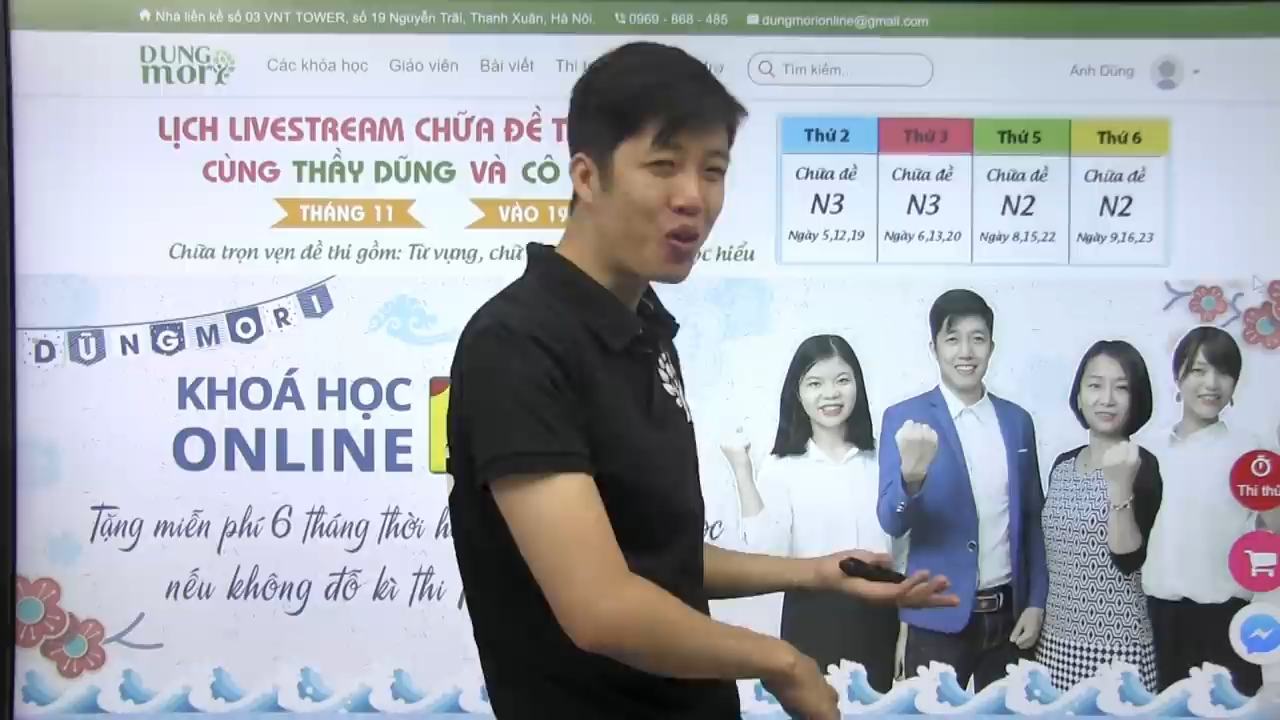 Nhà liền kề số 03 VNT TOWER, số 19 Nguyễn Trãi, Thanh Xuân, Hà Nội. 0969 - 868 - 485 dungmorionline@gmail.com
DUNG mori
Các khóa học Giáo viên Bài viết Thi Tìm kiếm... Anh Dũng
LỊCH LIVESTREAM CHỮA ĐỀ T
CÙNG THẦY DŨNG VÀ CÔ
THÁNG 11 VÀO 19
Chữa trọn vẹn đề thi gồm: Từ vựng, chữ ọc hiểu
Thứ 2 Thứ 3 Thứ 5 Thứ 6
Chữa đề Chữa đề Chữa đề Chữa đề
N3 N3 N2 N2
Ngày 5,12,19 Ngày 6,13,20 Ngày 8,15,22 Ngày 9,16,23
DŨNGMORI
KHOÁ HỌC
ONLINE
Tặng miễn phí 6 tháng thời h ọc
nếu không đỗ kì thi
Thi thử